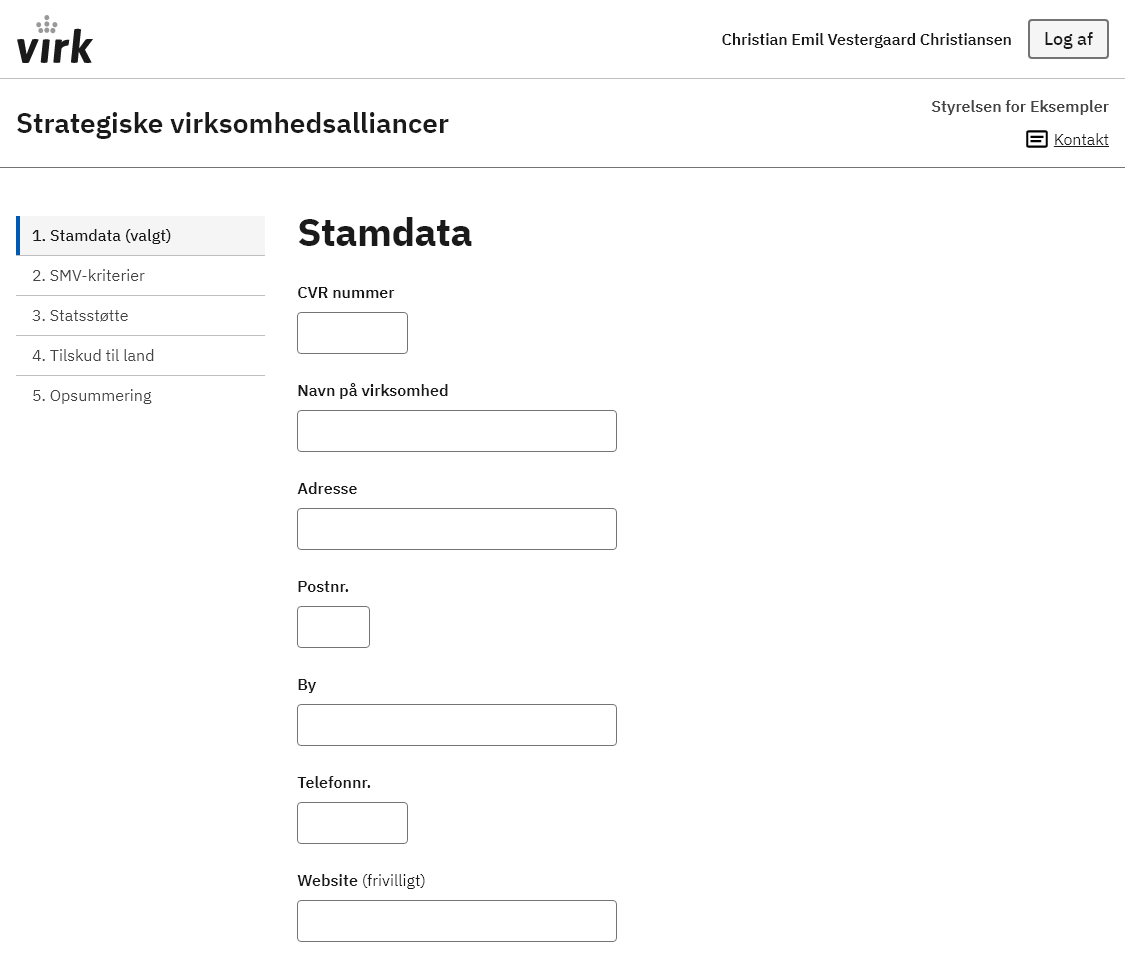 virk
Christian Emil Vestergaard Christiansen
Log af
Strategiske virksomhedsalliancer
Styrelsen for Eksempler
Kontakt
1. Stamdata (valgt)
2. SMV-kriterier
3. Statsstøtte
4. Tilskud til land
5. Opsummering
Stamdata
CVR nummer
Navn på virksomhed
Adresse
Postnr.
By
Telefonnr.
Website (frivilligt)